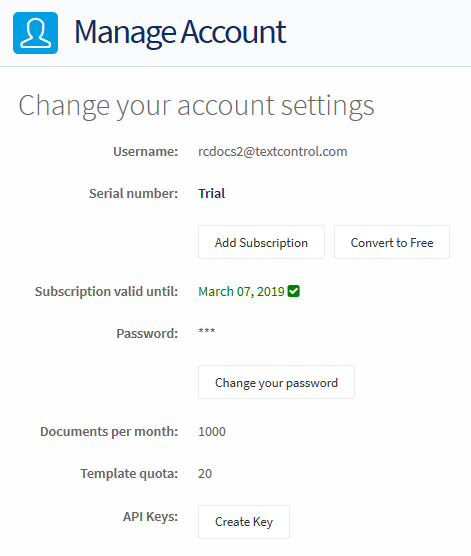 Manage Account
Change your account settings
Username: rcdocs2@textcontrol.com
Serial number: Trial
Add Subscription Convert to Free
Subscription valid until: March 07, 2019
Password: ***
Change your password
Documents per month: 1000
Template quota: 20
API Keys: Create Key